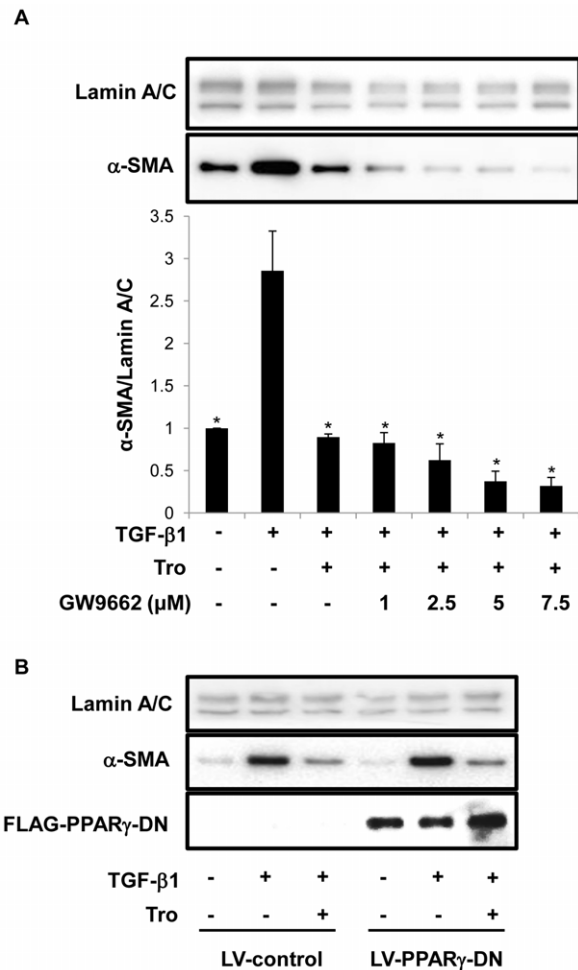 A
Lamin A/C
α-SMA
α-SMA/Lamin A/C
3.5
3
2.5
2
1.5
1
0.5
0
* * * * * *
TGF-β1 - + + + + + +
Tro - - + + + + +
GW9662 (µM) - - - 1 2.5 5 7.5
B
Lamin A/C
α-SMA
FLAG-PPARγ-DN
TGF-β1 - + + - + +
Tro - - + - - +
LV-control LV-PPARγ-DN